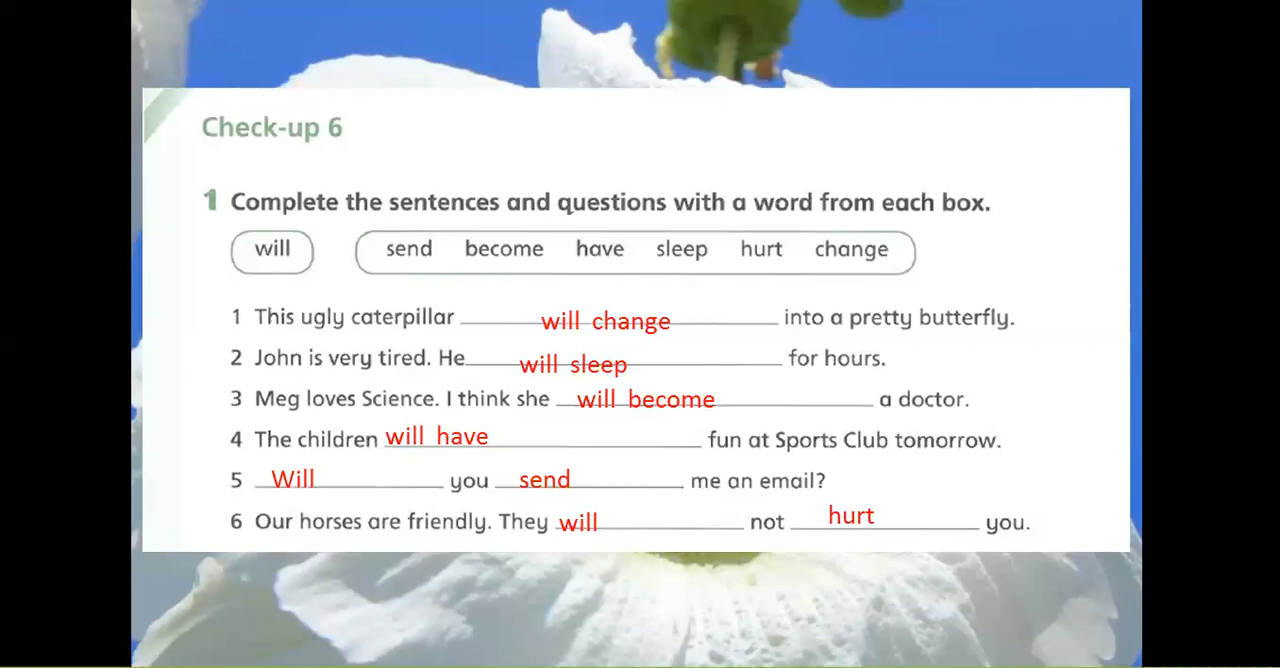 Check-up 6
1 Complete the sentences and questions with a word from each box.
will send become have sleep hurt change
1 This ugly caterpillar will change into a pretty butterfly.
2 John is very tired. He will sleep for hours.
3 Meg loves Science. I think she will become a doctor.
4 The children will have fun at Sports Club tomorrow.
5 Will you send me an email?
6 Our horses are friendly. They will not hurt you.